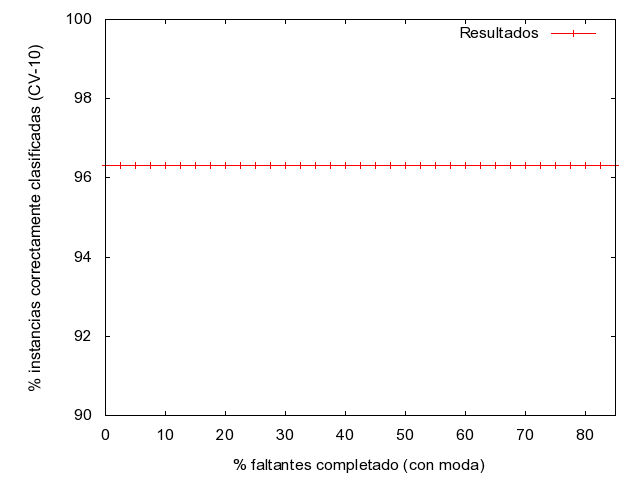 100
98
96
94
92
90
% instancias correctamente clasificadas (CV-10)
Resultados
0 10 20 30 40 50 60 70 80
% faltantes completado (con moda)